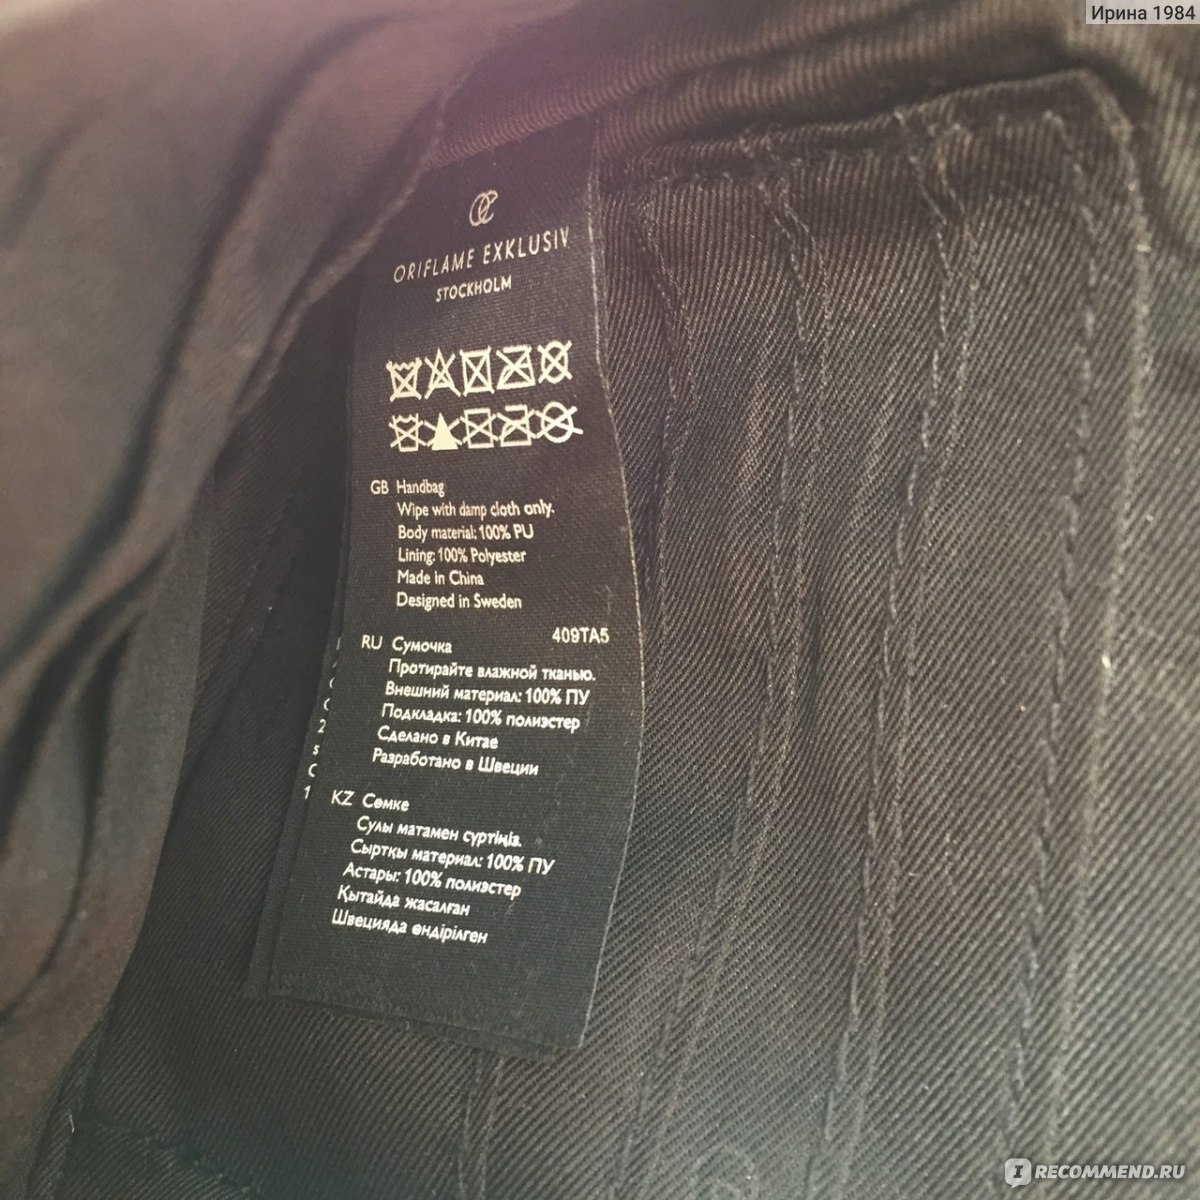 Ирина 1984
ORIFLAME EXKLUSIV
STOCKHOLM
GB Handbag
Wipe with damp cloth only.
Body material: 100% PU
Lining: 100% Polyester
Made in China
Designed in Sweden
409TA5
RU Сумочка
Протирайте влажной тканью.
Внешний материал: 100% ПУ
Подкладка: 100% полиэстер
Сделано в Китае
Разработано в Швеции
KZ Сөмке
Сулы матамен сүртіңіз.
Сыртқы материал: 100% ПУ
Астары: 100% полиэстер
Қытайда жасалған
Швецияда өндірілген
IRECOMMEND.RU